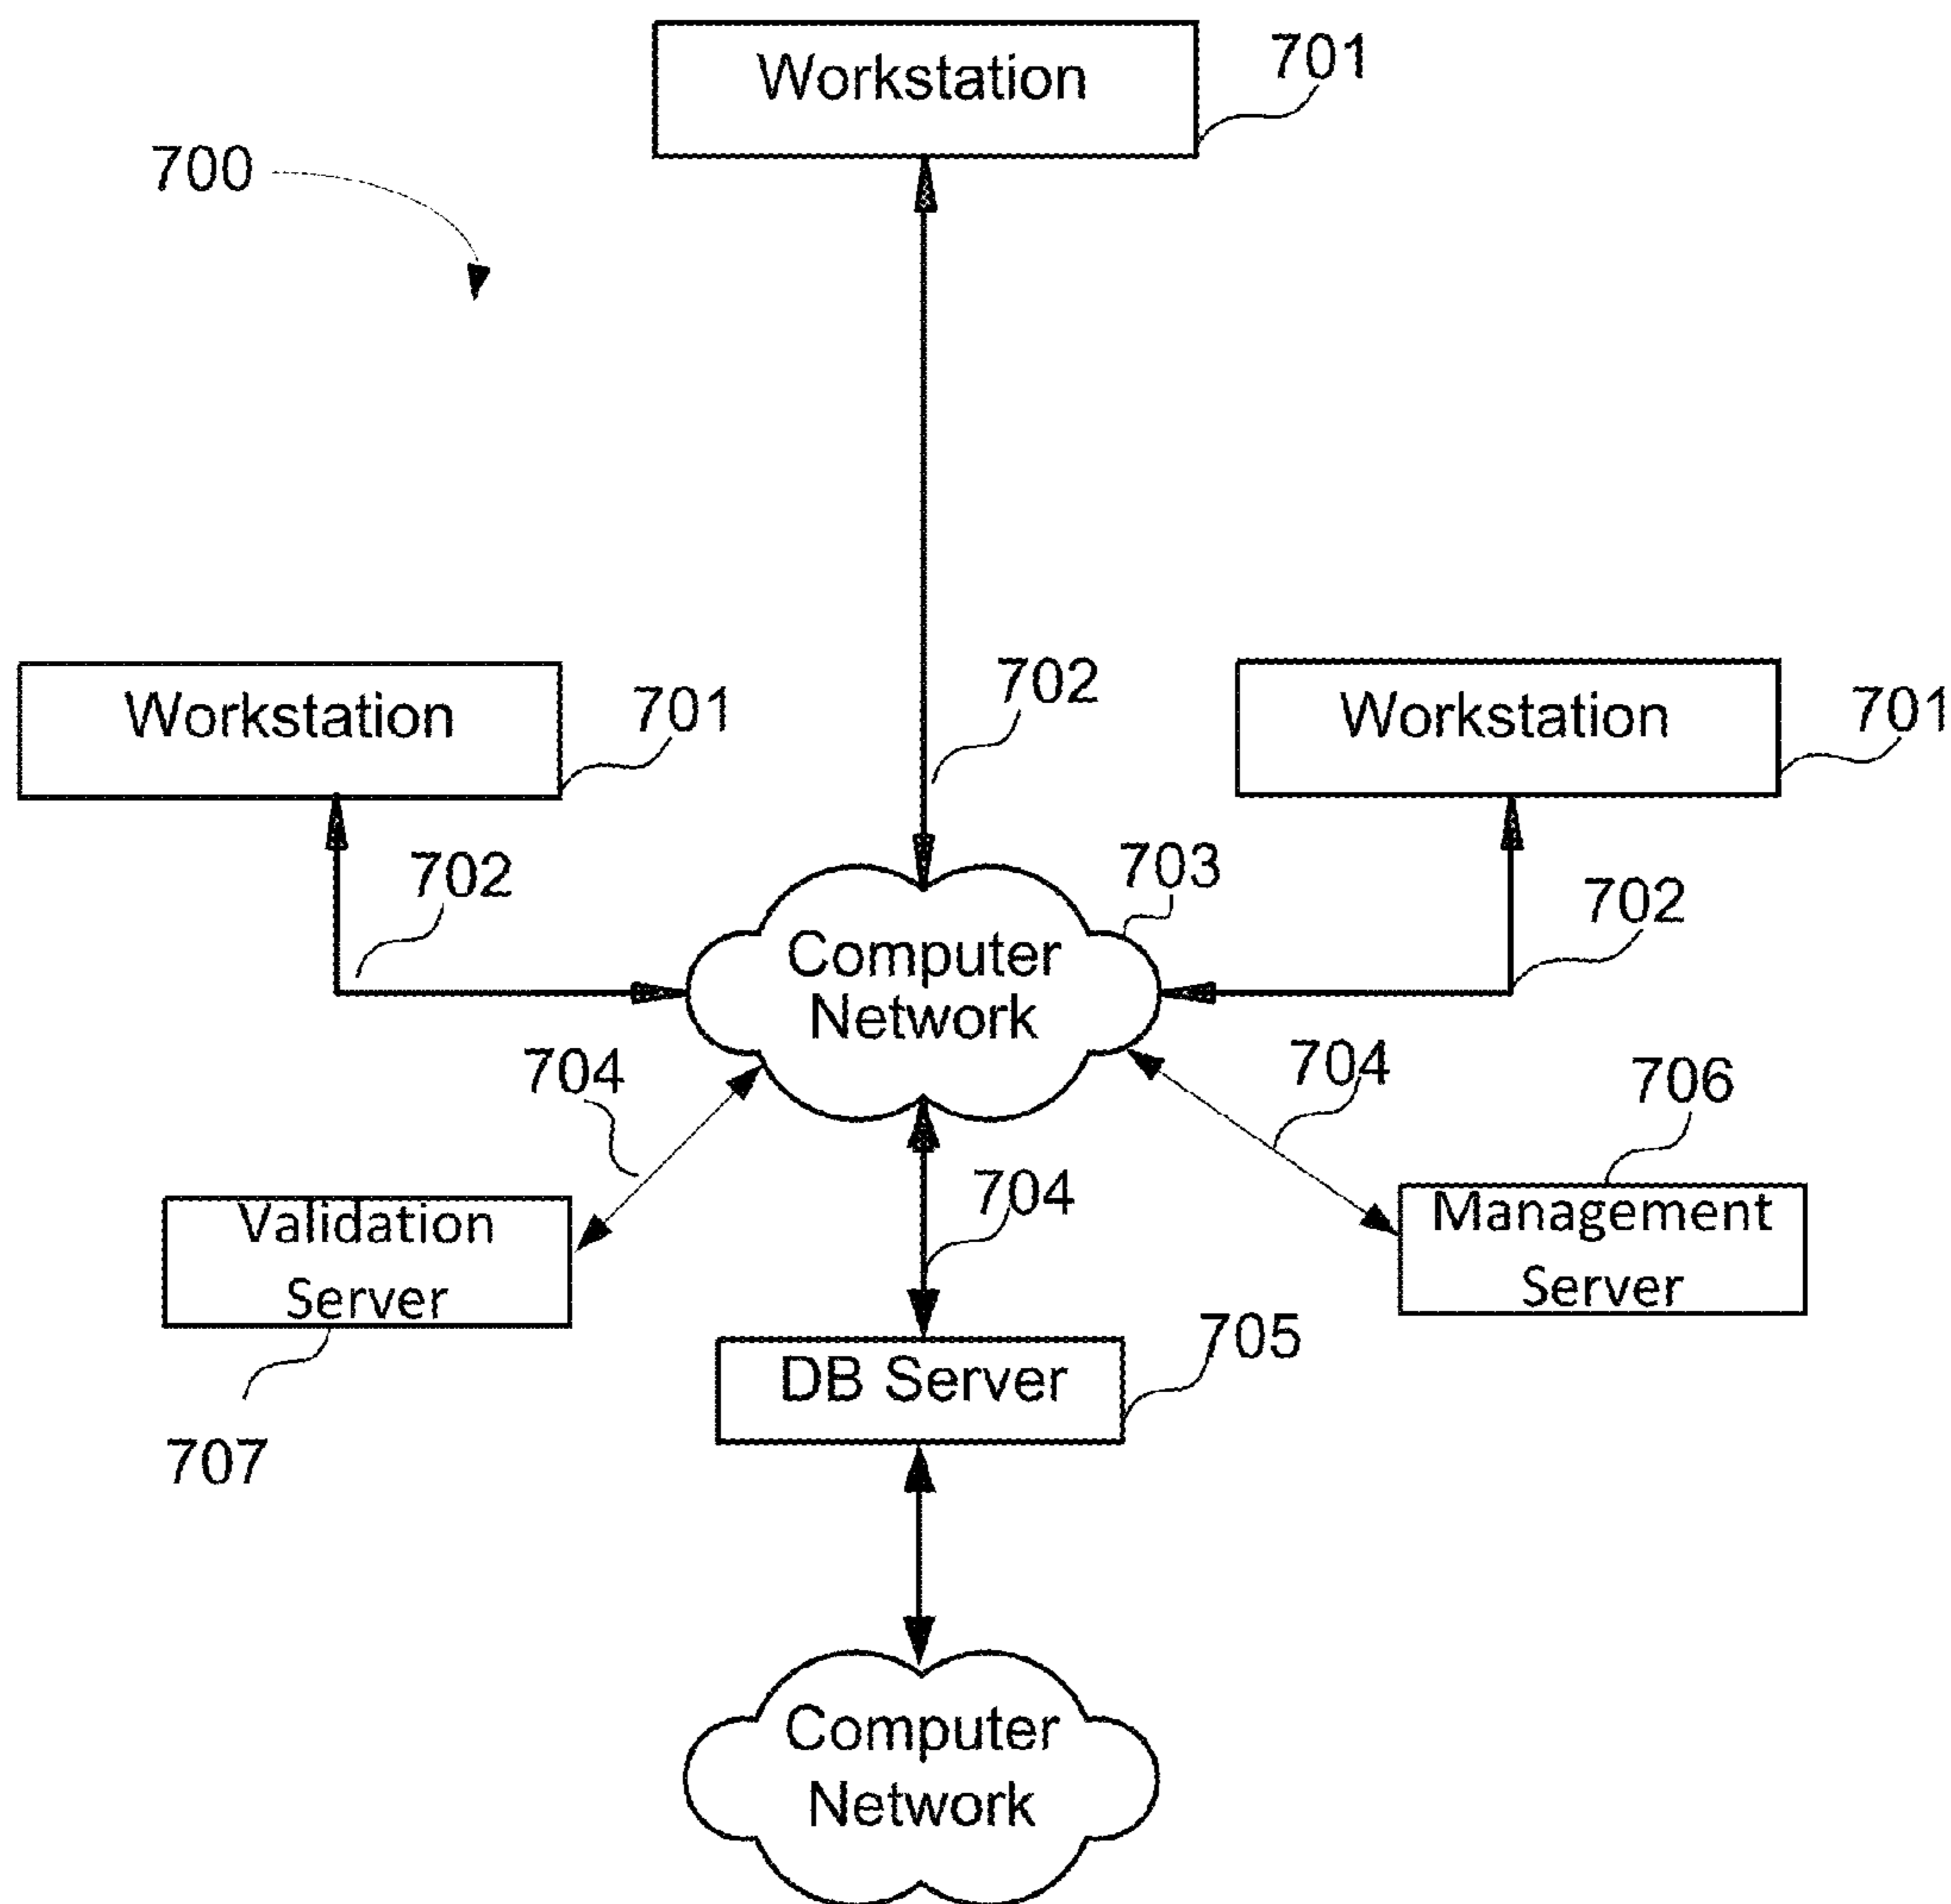 Workstation
701
700
702
Workstation
701
Workstation
701
702
703
702
Computer
Network
704
704
706
704
Validation
Server
Management
Server
705
DB Server
707
Computer
Network